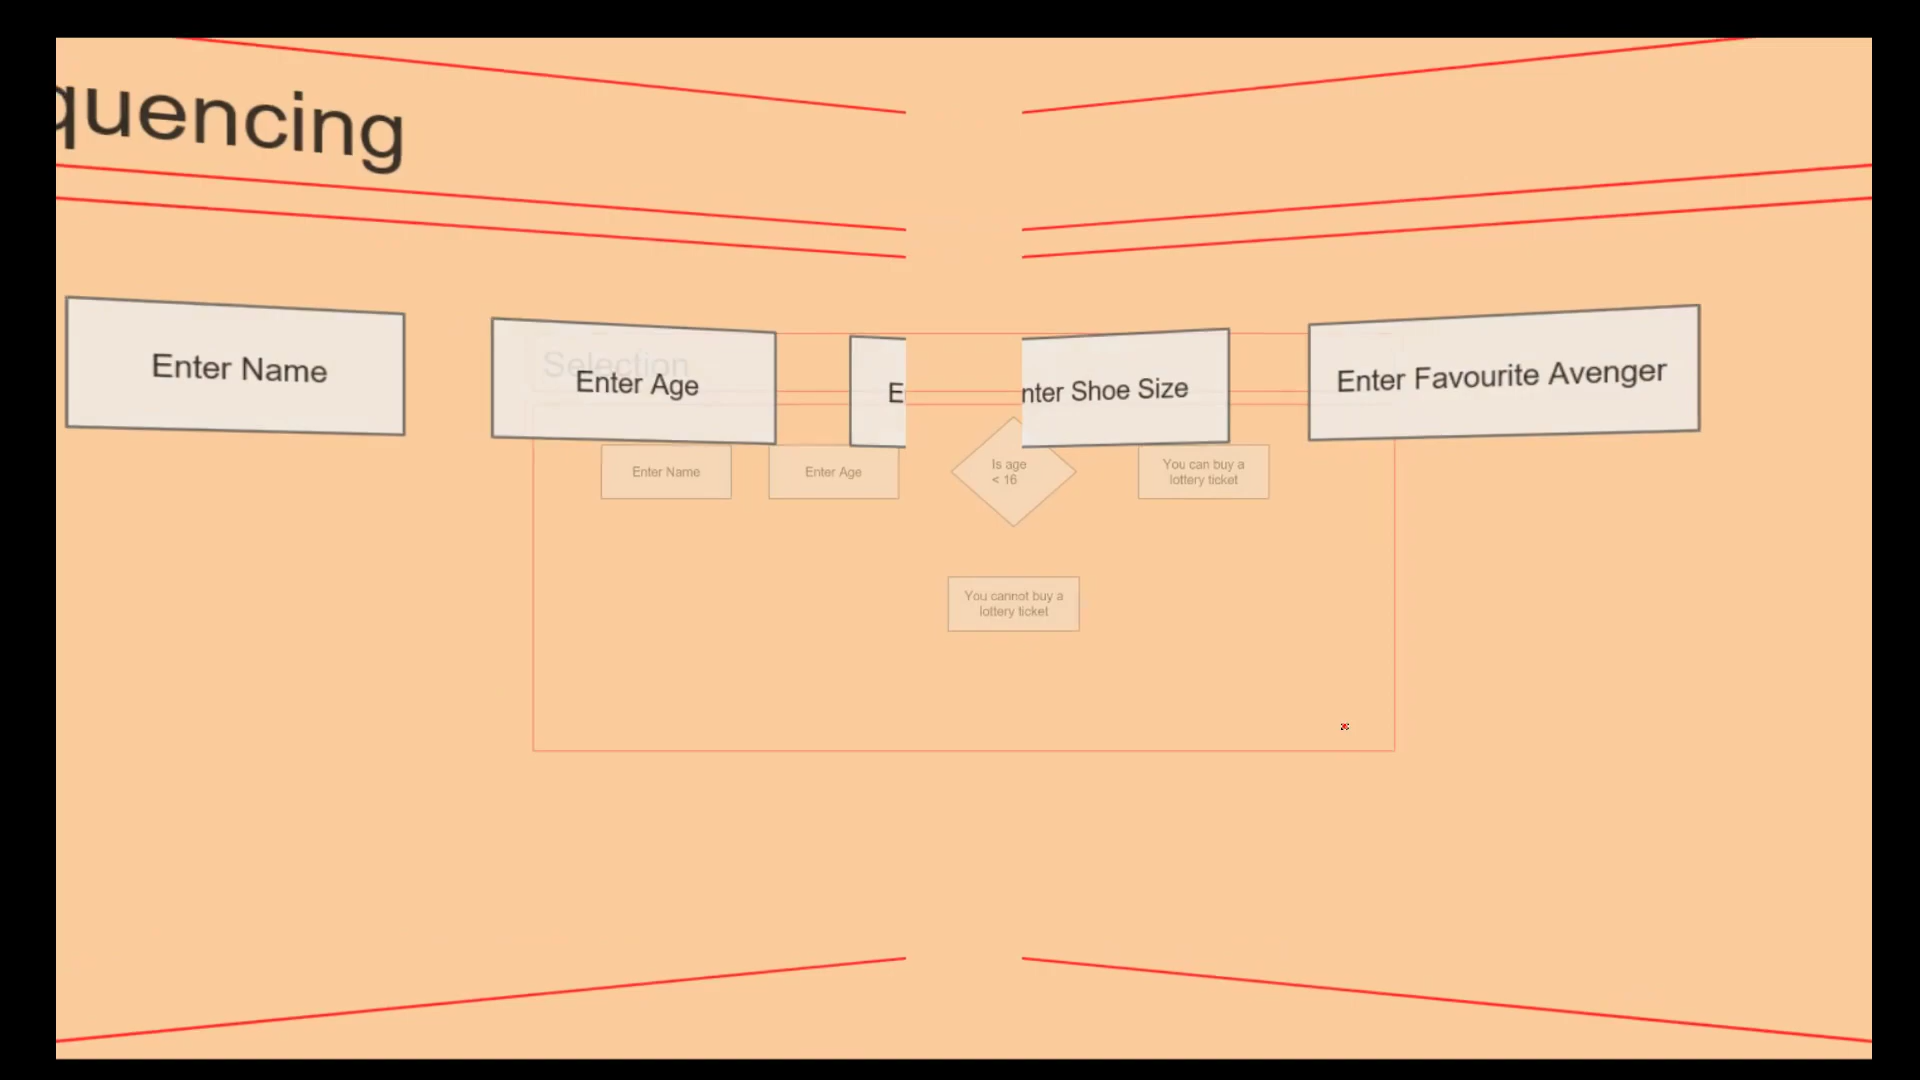 quencing
Enter Name
Enter Age
E
nter Shoe Size
Enter Favourite Avenger
Selection
Enter Name
Enter Age
Is age
< 16
You can buy a
lottery ticket
You cannot buy a
lottery ticket